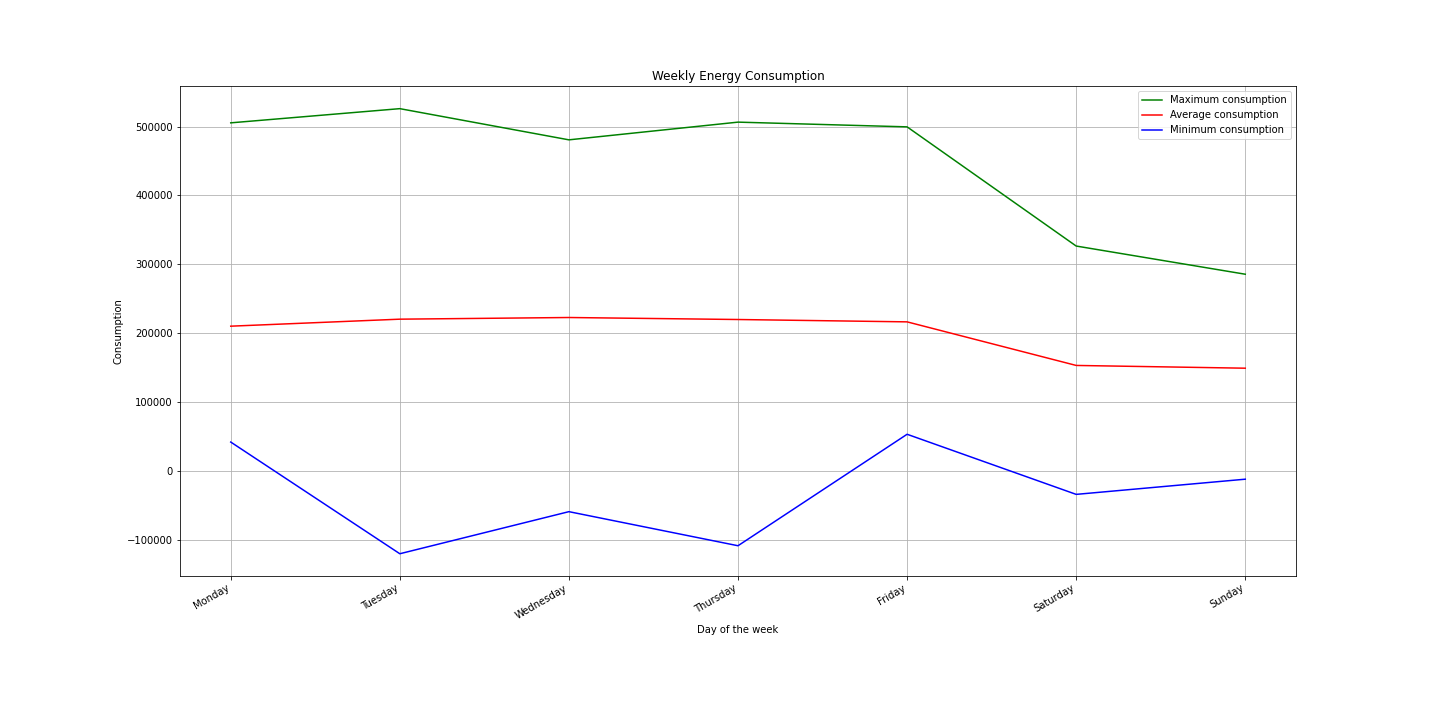 Weekly Energy Consumption
Maximum consumption
Average consumption
Minimum consumption
500000
400000
300000
200000
100000
0
−100000
Consumption
Monday
Tuesday
Wednesday
Thursday
Friday
Saturday
Sunday
Day of the week